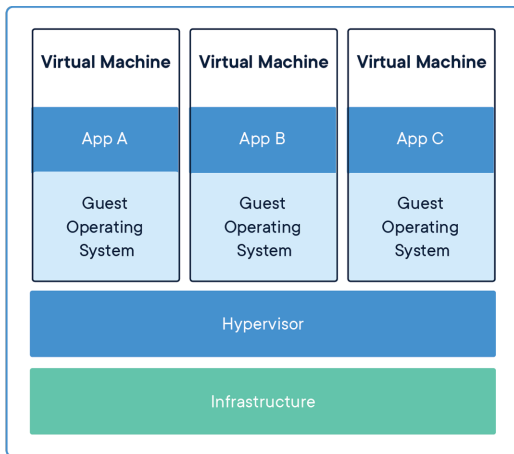 Virtual Machine
Virtual Machine
Virtual Machine
App A
App B
App C
Guest
Operating
System
Guest
Operating
System
Guest
Operating
System
Hypervisor
Infrastructure